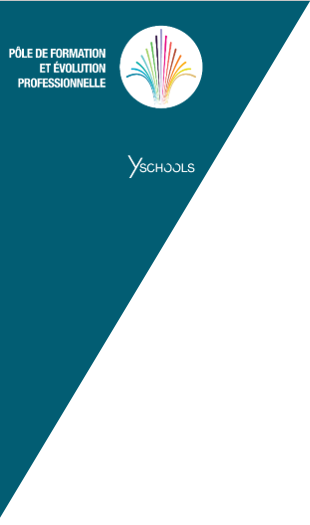 PÔLE DE FORMATION
ET ÉVOLUTION
PROFESSIONNELLE
YSCHOOLS